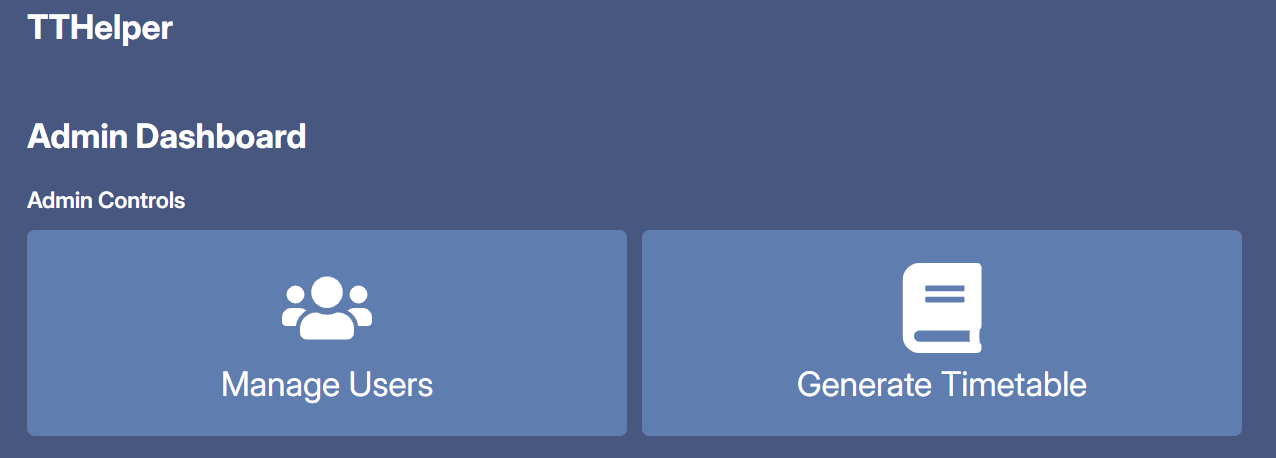 TTHelper
Admin Dashboard
Admin Controls
Manage Users
Generate Timetable